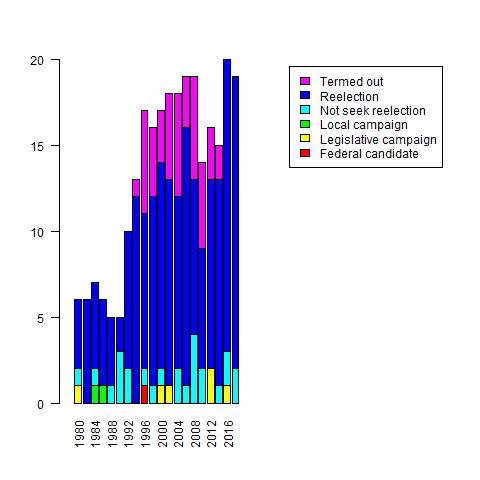 20
15
10
5
0
1980
1984
1988
1992
1996
2000
2004
2008
2012
2016
Termed out
Reelection
Not seek reelection
Local campaign
Legislative campaign
Federal candidate